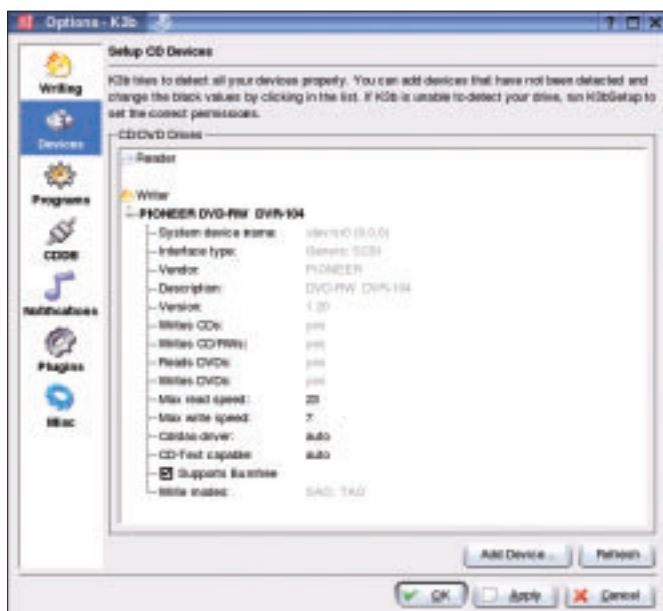 Options - K3b
Setup CD Devices
K3b tries to detect all your devices properly. You can add devices that have not been detected and
change the black values by clicking in the list. If K3b is unable to detect your drive, run K3bSetup to
set the correct permissions.
Writing
Devices
Programs
CDDB
Notifications
Plugins
Misc
CD/DVD Drives
Reader
Writer
PIONEER DVD-RW DVR-104
System device name:
Interface type: Generic SCSI
Vendor: PIONEER
Description: DVD-RW DVR-104
Version: 1.20
Writes CDs: yes
Writes CD/RWs: yes
Reads DVDs: yes
Writes DVDs: yes
Max read speed:
Max write speed: 7
Cdrdao driver: auto
CD-Text capable: auto
Supports Burnfree
Write modes: SAO; TAO
Add Device...
Refresh
OK
Apply
Cancel